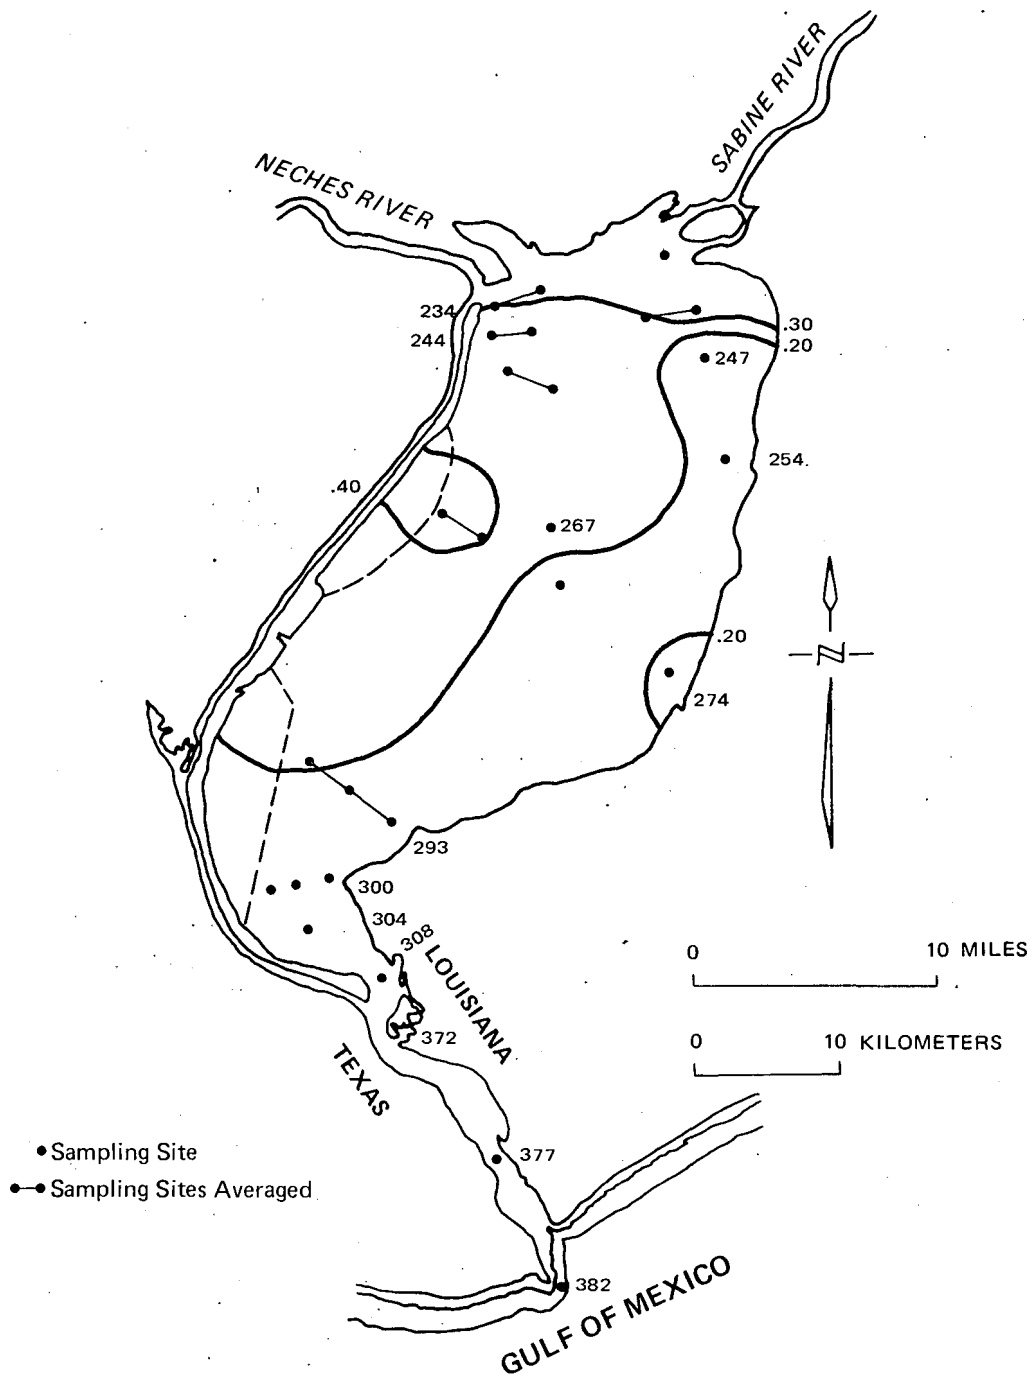 SABINE RIVER
NECHES RIVER
234
244
.30
.20
247
254.
.40
267
.20
274
N
293
300
304
308
LOUISIANA
0 10 MILES
372
0 10 KILOMETERS
TEXAS
Sampling Site
377
Sampling Sites Averaged
382
GULF OF MEXICO